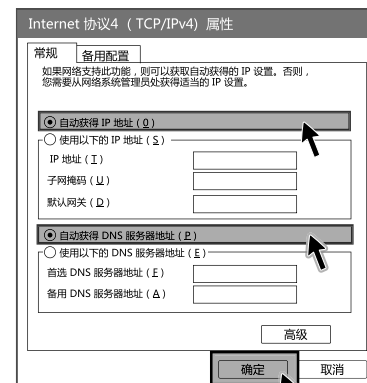 Internet 协议4 ( TCP/IPv4) 属性
常规 备用配置
如果网络支持此功能，则可以获取自动获得的 IP 设置。否则，
您需要从网络系统管理员处获得适当的 IP 设置。
自动获得 IP 地址 ( 0 )
使用以下的 IP 地址 ( S )
IP 地址 ( I )
子网掩码 ( U )
默认网关 ( D )
自动获得 DNS 服务器地址 ( P )
使用以下的 DNS 服务器地址 ( E )
首选 DNS 服务器地址 ( F )
备用 DNS 服务器地址 ( A )
高级
确定 取消